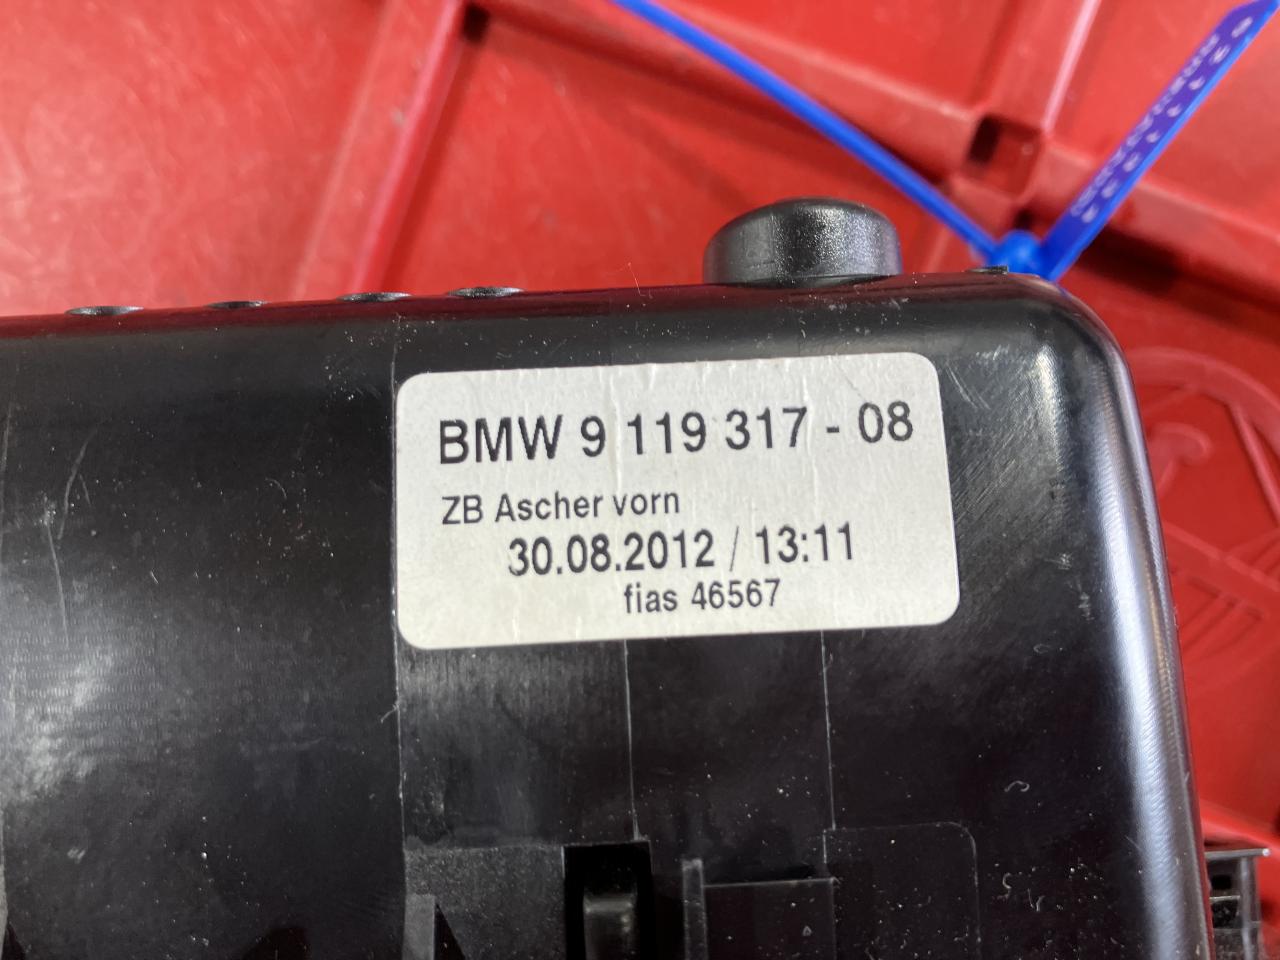 BMW 9 119 317 - 08
ZB Ascher vorn
30.08.2012 / 13:11
fias 46567